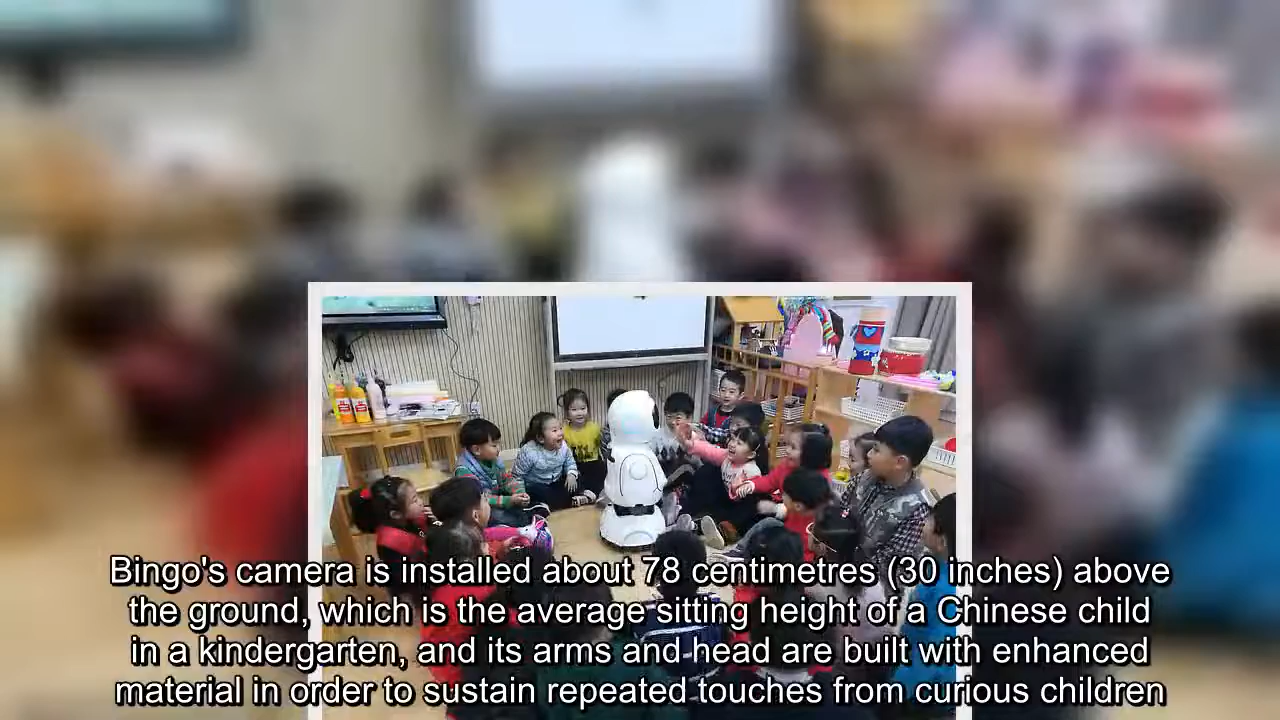 Bingo's camera is installed about 78 centimetres (30 inches) above
the ground, which is the average sitting height of a Chinese child
in a kindergarten, and its arms and head are built with enhanced
material in order to sustain repeated touches from curious children